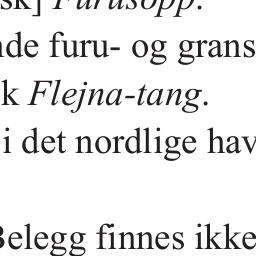 sk] Furusopp.
nde furu- og grans
k Flejna-tang.
i det nordlige hav
Belegg finnes ikke